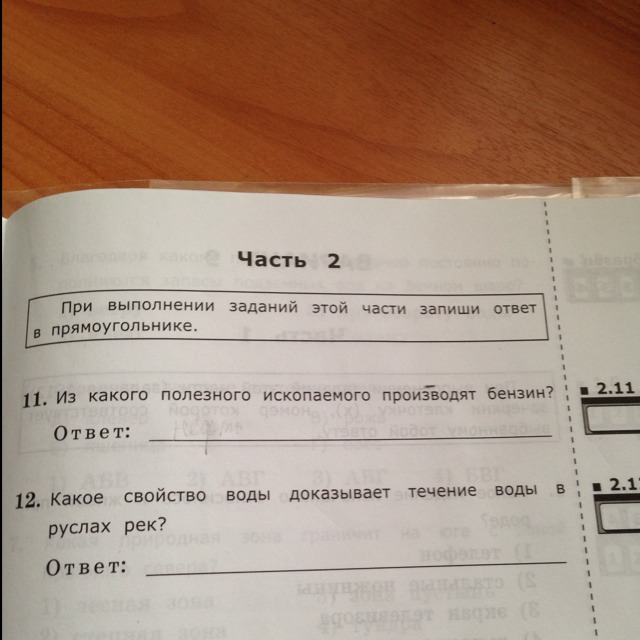 Часть 2
При выполнении заданий этой части запиши ответ
в прямоугольнике.
11. Из какого полезного ископаемого производят бензин?
Ответ:
12. Какое свойство воды доказывает течение воды в
руслах рек?
Ответ:
2.11